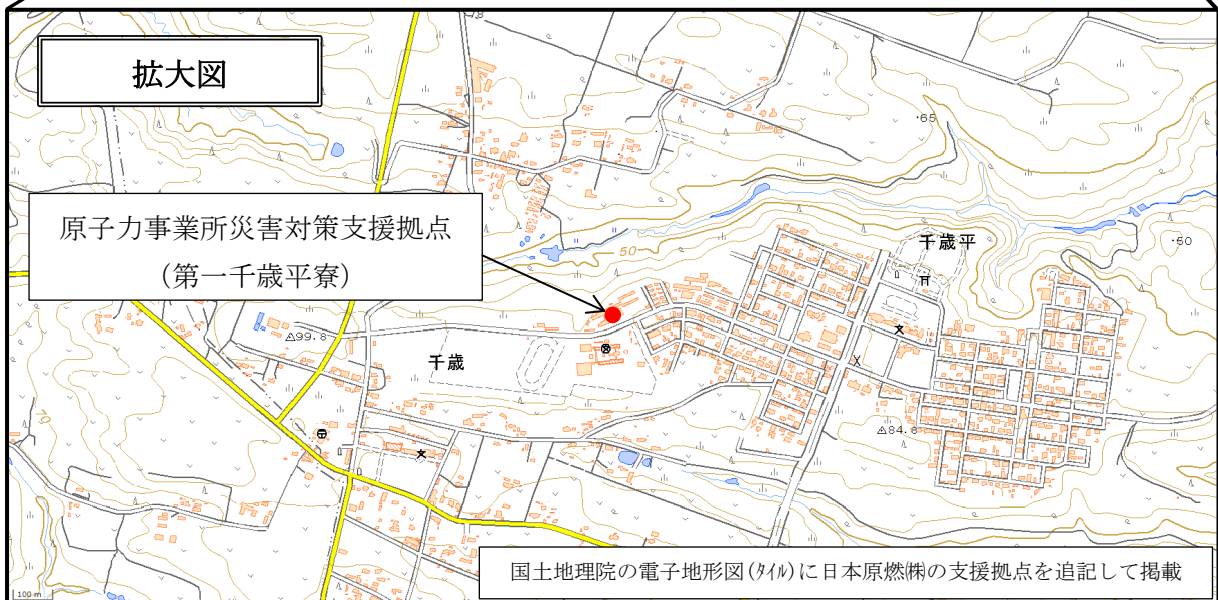 拡大図
・65
原子力事業所災害対策支援拠点
(第一千歳平寮)
50
千歳平
・50
99.8
千歳
84.8
70
国土地理院の電子地形図(ﾀｲﾙ)に日本原燃㈱の支援拠点を追記して掲載
100 m